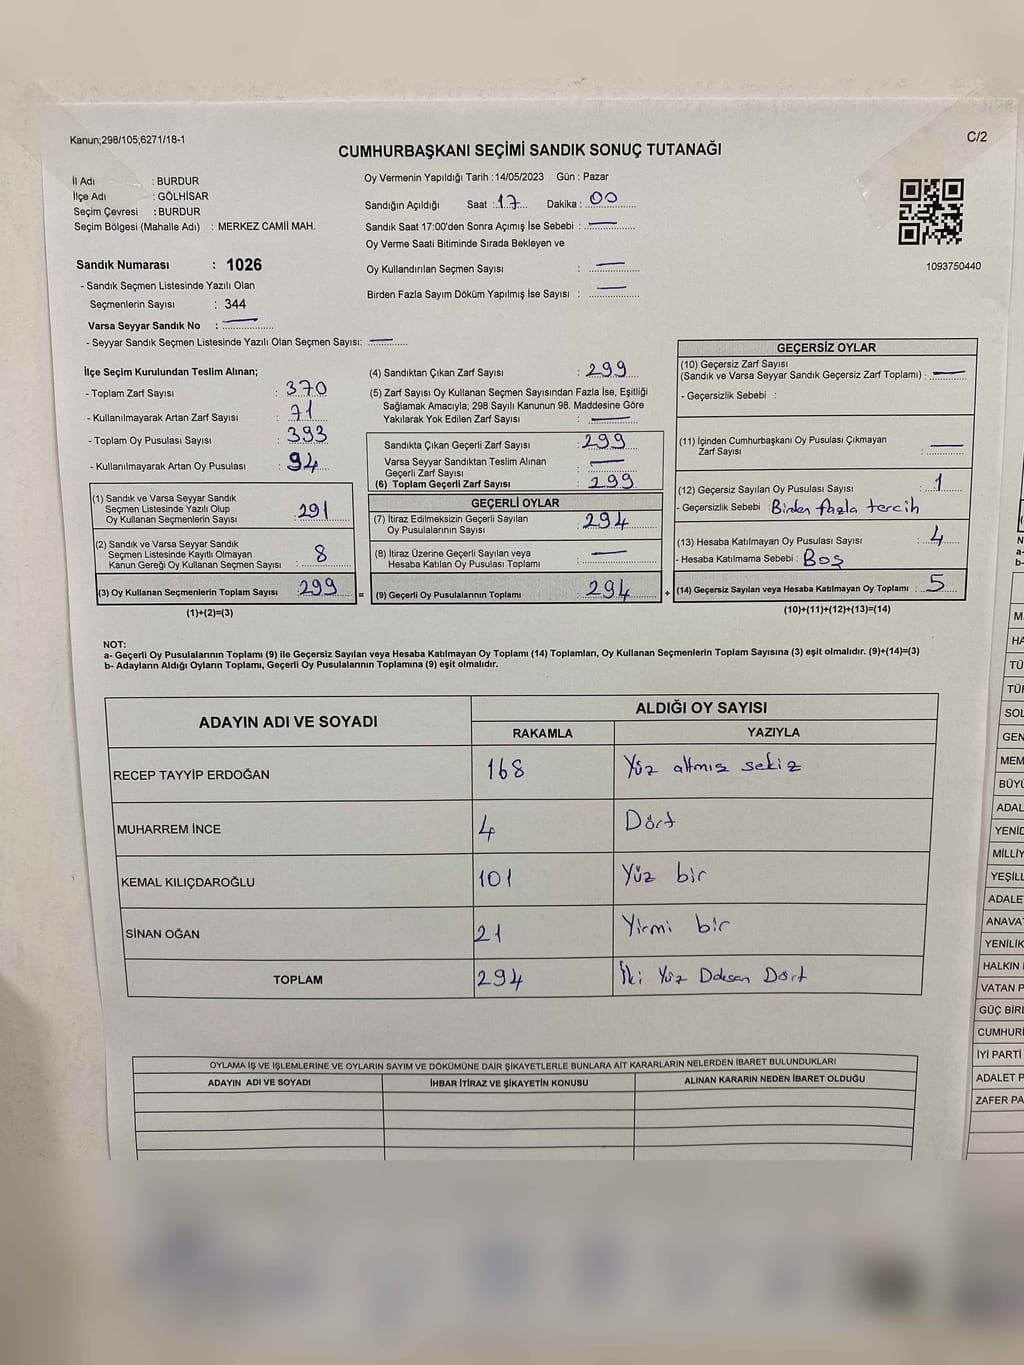 Kanun;298/105;6271/18-1
C/2
CUMHURBAŞKANI SEÇİMİ SANDIK SONUÇ TUTANAĞI
İl Adı : BURDUR
İlçe Adı : GÖLHİSAR
Seçim Çevresi : BURDUR
Seçim Bölgesi (Mahalle Adı) : MERKEZ CAMİİ MAH.
Sandık Numarası : 1026
- Sandık Seçmen Listesinde Yazılı Olan
Seçmenlerin Sayısı : 344
Varsa Seyyar Sandık No : —
- Seyyar Sandık Seçmen Listesinde Yazılı Olan Seçmen Sayısı: —
Oy Vermenin Yapıldığı Tarih :14/05/2023 Gün : Pazar
Sandığın Açıldığı Saat :17 Dakika : 00
Sandık Saat 17:00'den Sonra Açımış İse Sebebi : —
Oy Verme Saati Bitiminde Sırada Bekleyen ve
Oy Kullandırılan Seçmen Sayısı : —
Birden Fazla Sayım Döküm Yapılmış İse Sayısı : —
1093750440
İlçe Seçim Kurulundan Teslim Alınan;
- Toplam Zarf Sayısı : 370
- Kullanılmayarak Artan Zarf Sayısı : 71
- Toplam Oy Pusulası Sayısı : 393
- Kullanılmayarak Artan Oy Pusulası : 94
(1) Sandık ve Varsa Seyyar Sandık
Seçmen Listesinde Yazılı Olup
Oy Kullanan Seçmenlerin Sayısı : 291
(2) Sandık ve Varsa Seyyar Sandık
Seçmen Listesinde Kayıtlı Olmayan
Kanun Gereği Oy Kullanan Seçmen Sayısı : 8
(3) Oy Kullanan Seçmenlerin Toplam Sayısı : 299
(1)+(2)=(3)
(4) Sandıktan Çıkan Zarf Sayısı : 299
(5) Zarf Sayısı Oy Kullanan Seçmen Sayısından Fazla İse, Eşitliği
Sağlamak Amacıyla; 298 Sayılı Kanunun 98. Maddesine Göre
Yakılarak Yok Edilen Zarf Sayısı : —
Sandıkta Çıkan Geçerli Zarf Sayısı : 299
Varsa Seyyar Sandıktan Teslim Alınan
Geçerli Zarf Sayısı : —
(6) Toplam Geçerli Zarf Sayısı : 299
GEÇERLİ OYLAR
(7) İtiraz Edilmeksizin Geçerli Sayılan
Oy Pusulalarının Sayısı : 294
(8) İtiraz Üzerine Geçerli Sayılan veya
Hesaba Katılan Oy Pusulası Toplamı : —
= (9) Geçerli Oy Pusulalarının Toplamı : 294 +
GEÇERSİZ OYLAR
(10) Geçersiz Zarf Sayısı
(Sandık ve Varsa Seyyar Sandık Geçersiz Zarf Toplamı) : —
- Geçersizlik Sebebi :
(11) İçinden Cumhurbaşkanı Oy Pusulası Çıkmayan
Zarf Sayısı : —
(12) Geçersiz Sayılan Oy Pusulası Sayısı : 1
- Geçersizlik Sebebi : Birden fazla tercih
(13) Hesaba Katılmayan Oy Pusulası Sayısı : 4
- Hesaba Katılmama Sebebi : Boş
(14) Geçersiz Sayılan veya Hesaba Katılmayan Oy Toplamı : 5
(10)+(11)+(12)+(13)=(14)
NOT:
a- Geçerli Oy Pusulalarının Toplamı (9) ile Geçersiz Sayılan veya Hesaba Katılmayan Oy Toplamı (14) Toplamları, Oy Kullanan Seçmenlerin Toplam Sayısına (3) eşit olmalıdır. (9)+(14)=(3)
b- Adayların Aldığı Oyların Toplamı, Geçerli Oy Pusulalarının Toplamına (9) eşit olmalıdır.
ADAYIN ADI VE SOYADI
ALDIĞI OY SAYISI
RAKAMLA YAZIYLA
RECEP TAYYİP ERDOĞAN 168 Yüz altmış sekiz
MUHARREM İNCE 4 Dört
KEMAL KILIÇDAROĞLU 101 Yüz bir
SİNAN OĞAN 21 Yirmi bir
TOPLAM 294 İki Yüz Doksan Dört
OYLAMA İŞ VE İŞLEMLERİNE VE OYLARIN SAYIM VE DÖKÜMÜNE DAİR ŞİKAYETLERLE BUNLARA AİT KARARLARIN NELERDEN İBARET BULUNDUKLARI
ADAYIN ADI VE SOYADI İHBAR İTİRAZ VE ŞİKAYETİN KONUSU ALINAN KARARIN NEDEN İBARET OLDUĞU
a-
b-
M
HA
TÜ
SOL
GEN
MEM
BÜYÜ
ADAL
YENİD
MİLLİY
YEŞİLL
ADALE
ANAVA
YENİLİK
HALKIN
VATAN P
GÜÇ BİRL
CUMHURİ
İYİ PARTİ
ADALET P
ZAFER PA